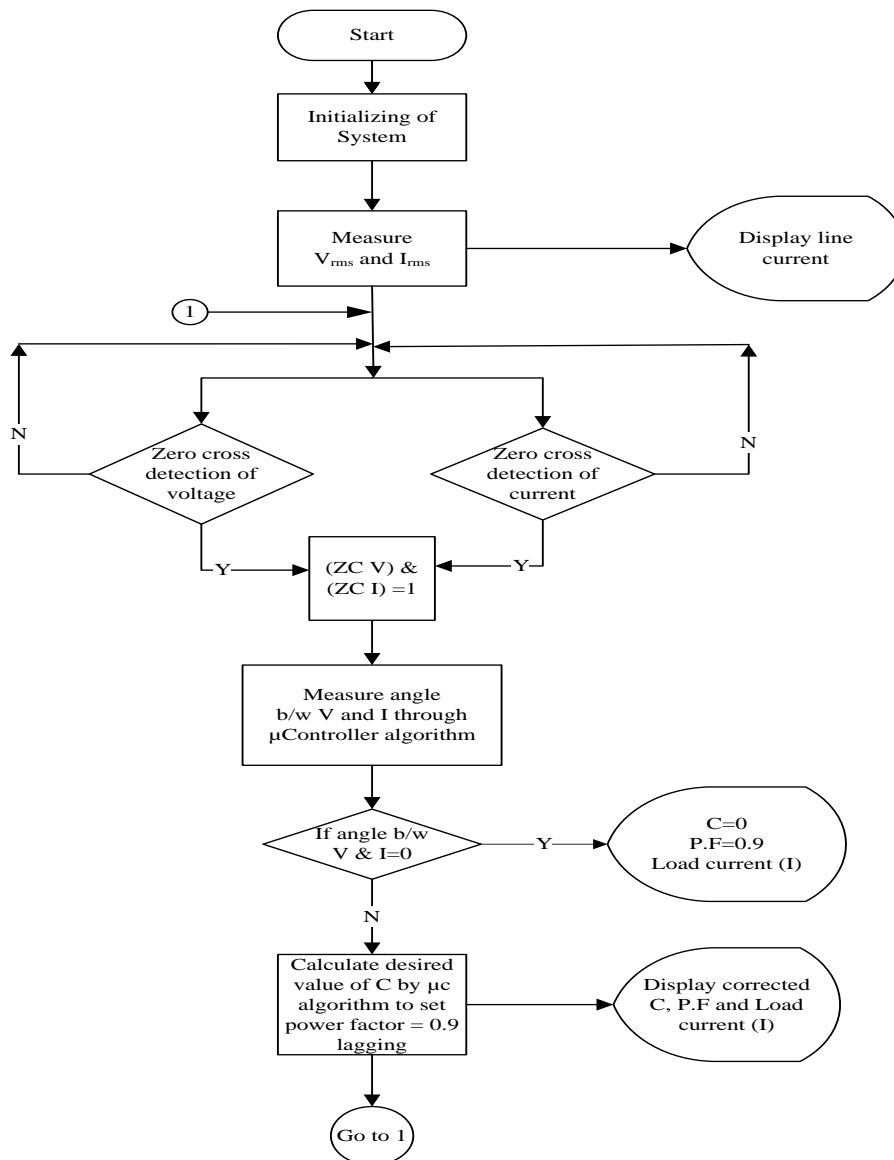 Start
Initializing of
System
Measure
Vrms and Irms
Display line
current
1
N
N
Zero cross
detection of
voltage
Zero cross
detection of
current
Y
Y
(ZC V) &
(ZC I) =1
Measure angle
b/w V and I through
µController algorithm
If angle b/w
V & I=0
Y
C=0
P.F=0.9
Load current (I)
N
Calculate desired
value of C by µc
algorithm to set
power factor = 0.9
lagging
Display corrected
C, P.F and Load
current (I)
Go to 1